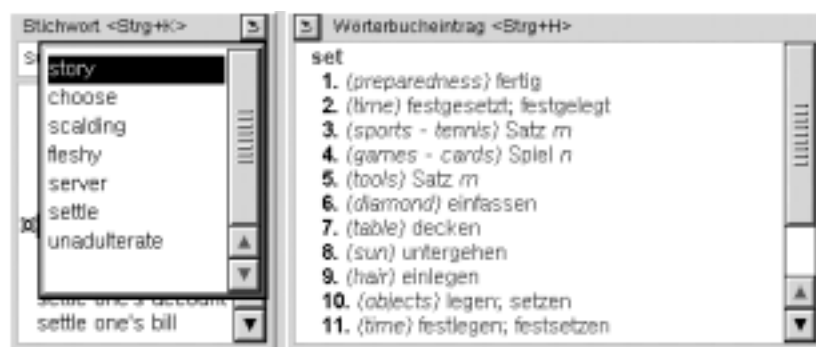 Stichwort <Strg+K>
story
choose
scalding
fleshy
server
settle
unadulterate
settle one's account
settle one's bill
Wörterbucheintrag <Strg+H>
set
1. (preparedness) fertig
2. (time) festgesetzt; festgelegt
3. (sports - tennis) Satz m
4. (games - cards) Spiel n
5. (tools) Satz m
6. (diamond) einfassen
7. (table) decken
8. (sun) untergehen
9. (hair) einlegen
10. (objects) legen; setzen
11. (time) festlegen; festsetzen